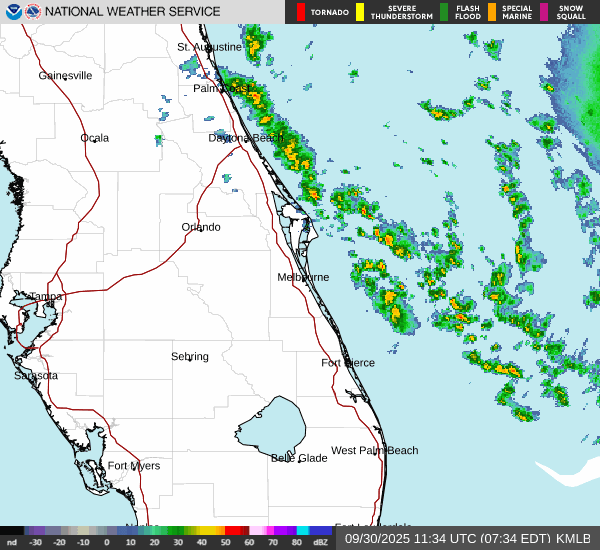 NATIONAL WEATHER SERVICE
TORNADO
SEVERE THUNDERSTORM
FLASH FLOOD
SPECIAL MARINE
SNOW SQUALL
St. Augustine
Gainesville
Palm Coast
Ocala
Daytona Beach
Orlando
Melbourne
Tampa
Sebring
Fort Pierce
Sarasota
West Palm Beach
Belle Glade
Fort Myers
nd -30 -20 -10 0 10 20 30 40 50 60 70 80 dBZ
09/30/2025 11:34 UTC (07:34 EDT) KMLB